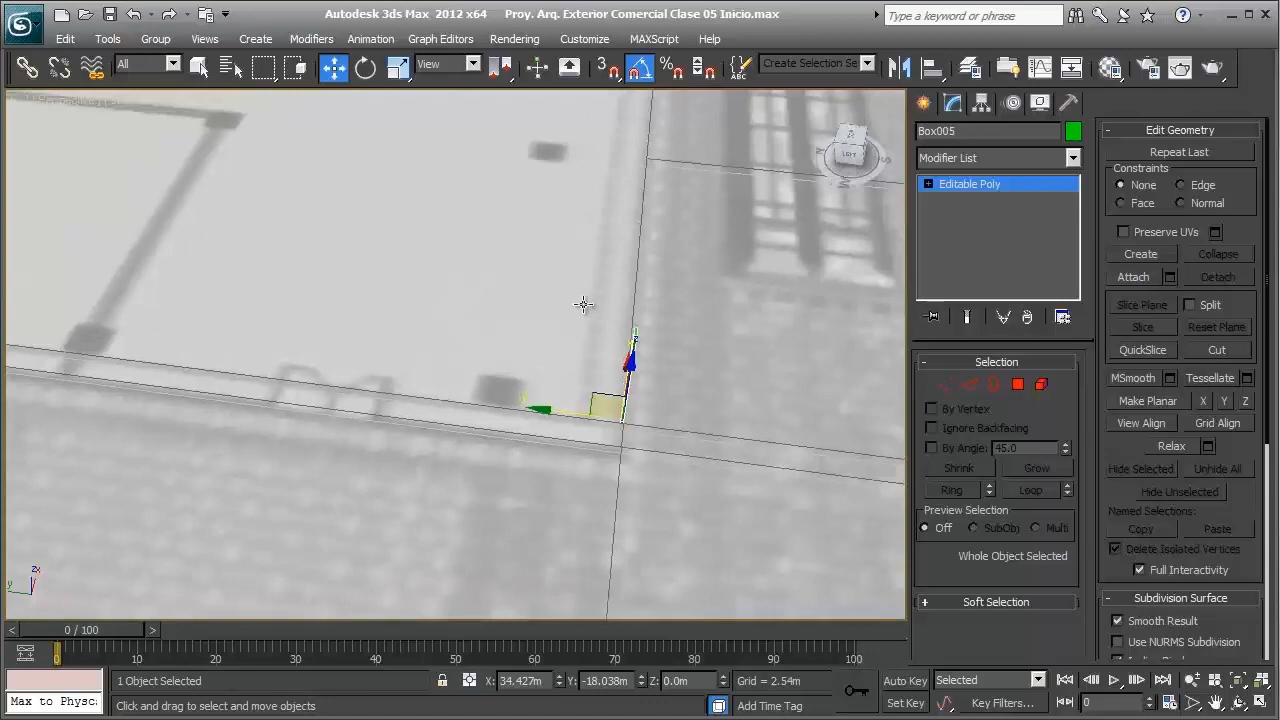 Autodesk 3ds Max 2012 x64 Proy. Arq. Exterior Comercial Clase 05 Inicio.max
Type a keyword or phrase
Edit Tools Group Views Create Modifiers Animation Graph Editors Rendering Customize MAXScript Help
All View 3 Create Selection Se
Box005
Modifier List
Editable Poly
Selection
By Vertex
Ignore Backfacing
By Angle: 45.0
Shrink Grow
Ring Loop
Preview Selection
Off SubObj Multi
Whole Object Selected
Soft Selection
Edit Geometry
Repeat Last
Constraints
None Edge
Face Normal
Preserve UVs
Create Collapse
Attach Detach
Slice Plane Split
Slice Reset Plane
QuickSlice Cut
MSmooth Tessellate
Make Planar X Y Z
View Align Grid Align
Relax
Hide Selected Unhide All
Hide Unselected
Named Selections:
Copy Paste
Delete Isolated Vertices
Full Interactivity
Subdivision Surface
Smooth Result
Use NURMS Subdivision
LEFT
0 / 100
10 20 30 40 50 60 70 80 90 100
1 Object Selected X: 34.427m Y: -18.038m Z: 0.0m Grid = 2.54m Auto Key Selected
Max to Physc: Click and drag to select and move objects Add Time Tag Set Key Key Filters... 0